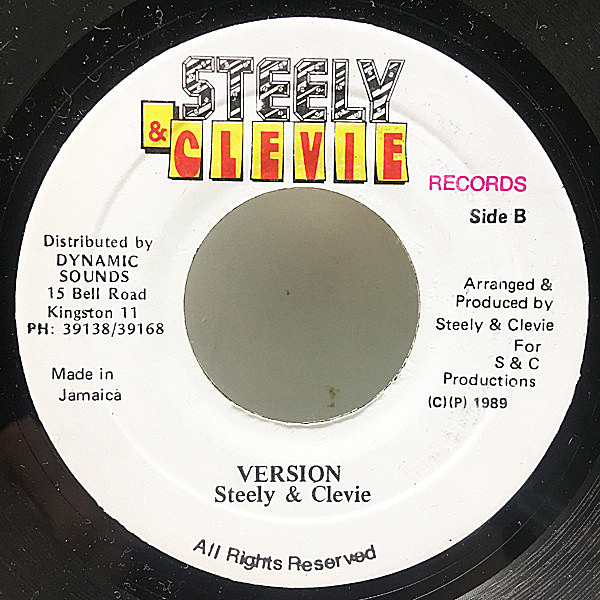 STEELY
& CLEVIE
RECORDS
Side B
Distributed by
DYNAMIC
SOUNDS
15 Bell Road
Kingston 11
PH: 39138/39168
Made in
Jamaica
Arranged &
Produced by
Steely & Clevie
For
S & C
Productions
(C)(P) 1989
VERSION
Steely & Clevie
All Rights Reserved